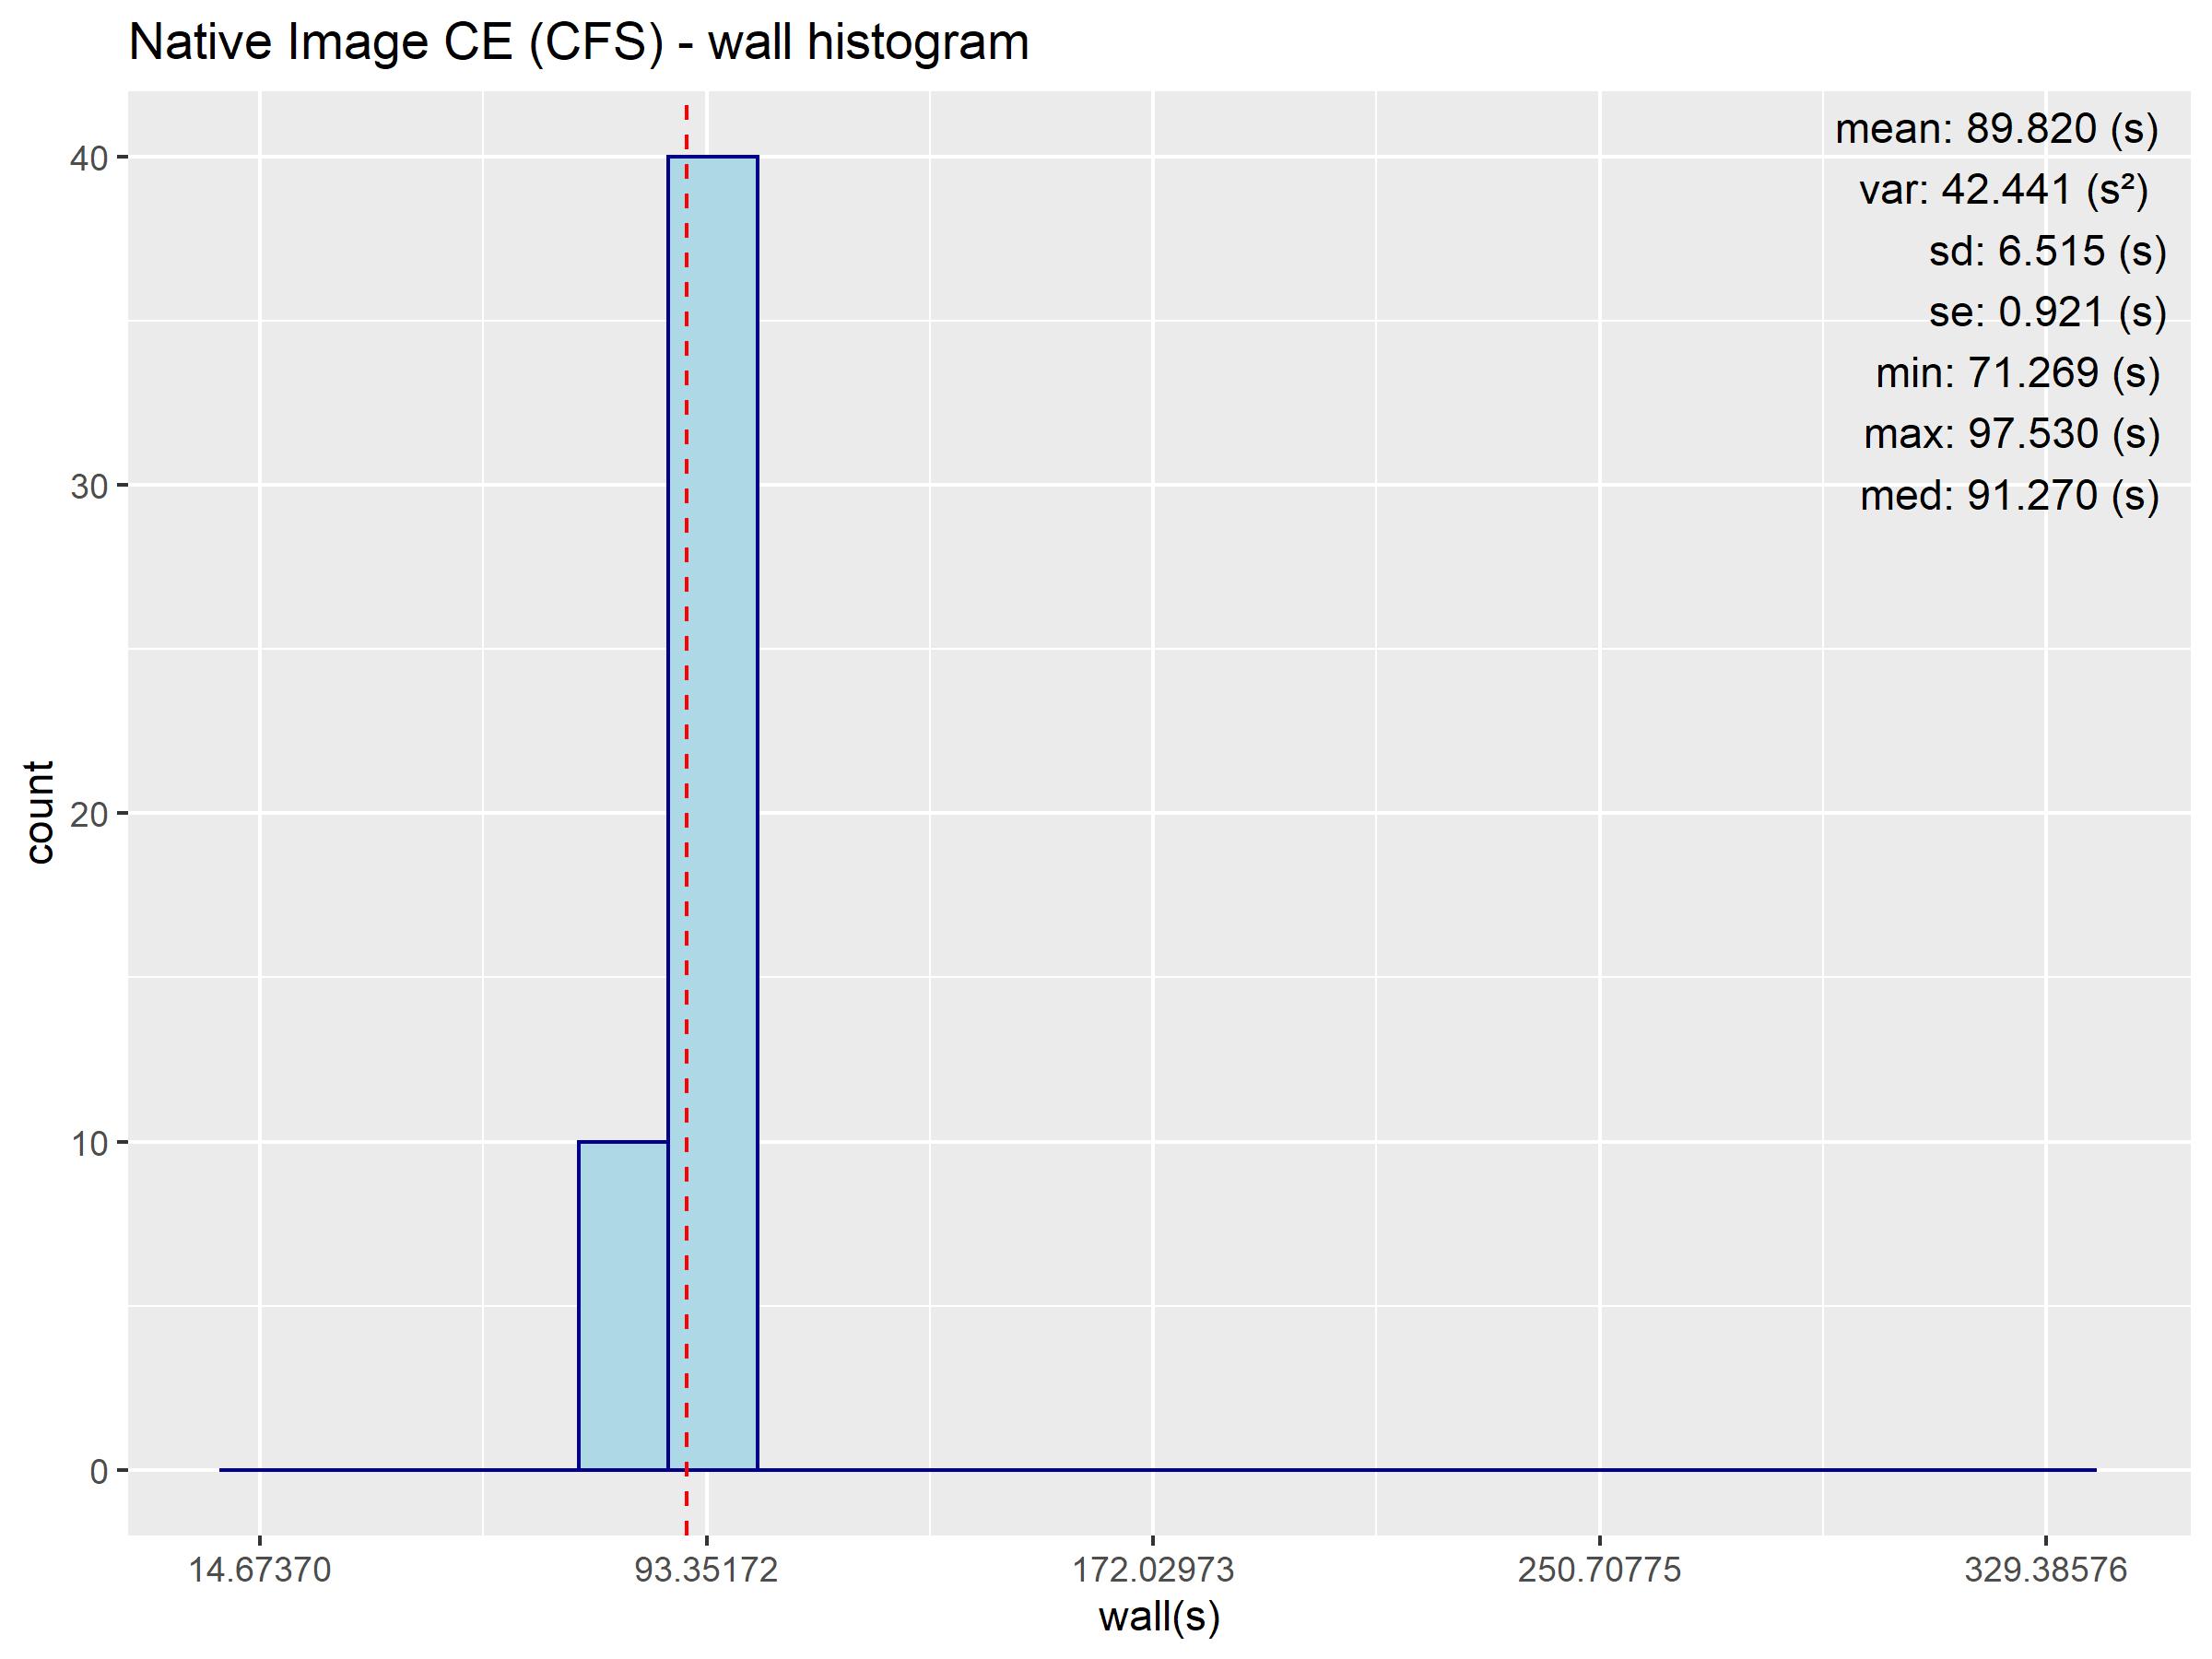 Native Image CE (CFS) - wall histogram
mean: 89.820 (s)
var: 42.441 (s²)
sd: 6.515 (s)
se: 0.921 (s)
min: 71.269 (s)
max: 97.530 (s)
med: 91.270 (s)
count
40
30
20
10
0
14.67370 93.35172 172.02973 250.70775 329.38576
wall(s)